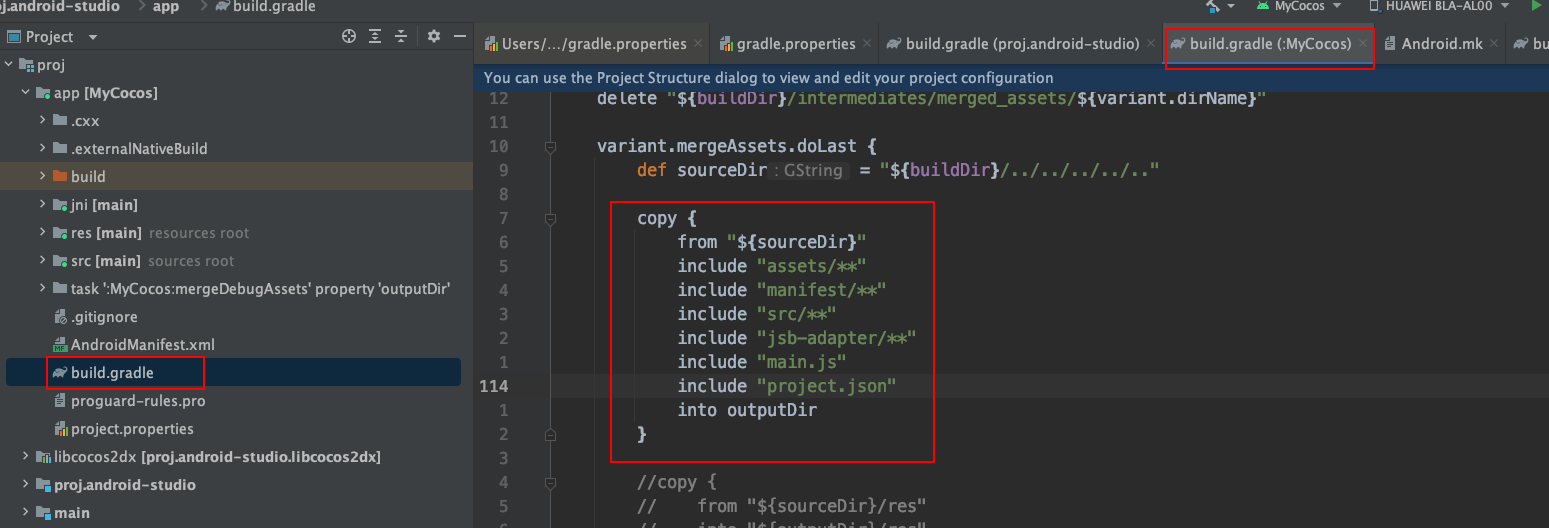 oj.android-studio
app
build.gradle
MyCocos
HUAWEI BLA-AL00
Project
Users/.../gradle.properties
gradle.properties
build.gradle (proj.android-studio)
build.gradle (:MyCocos)
Android.mk
bu
You can use the Project Structure dialog to view and edit your project configuration
proj
app [MyCocos]
.cxx
.externalNativeBuild
build
jni [main]
res [main] resources root
src [main] sources root
task ':MyCocos:mergeDebugAssets' property 'outputDir'
.gitignore
AndroidManifest.xml
build.gradle
proguard-rules.pro
project.properties
libcocos2dx [proj.android-studio.libcocos2dx]
proj.android-studio
main
12 delete "${buildDir}/intermediates/merged_assets/${variant.dirName}"
11
10 variant.mergeAssets.doLast {
9 def sourceDir : GString = "${buildDir}/../../../../.."
8
7 copy {
6 from "${sourceDir}"
5 include "assets/**"
4 include "manifest/**"
3 include "src/**"
2 include "jsb-adapter/**"
1 include "main.js"
114 include "project.json"
1 into outputDir
2 }
3
4 //copy {
5 // from "${sourceDir}/res"
6 // into "${outputDir}/res"